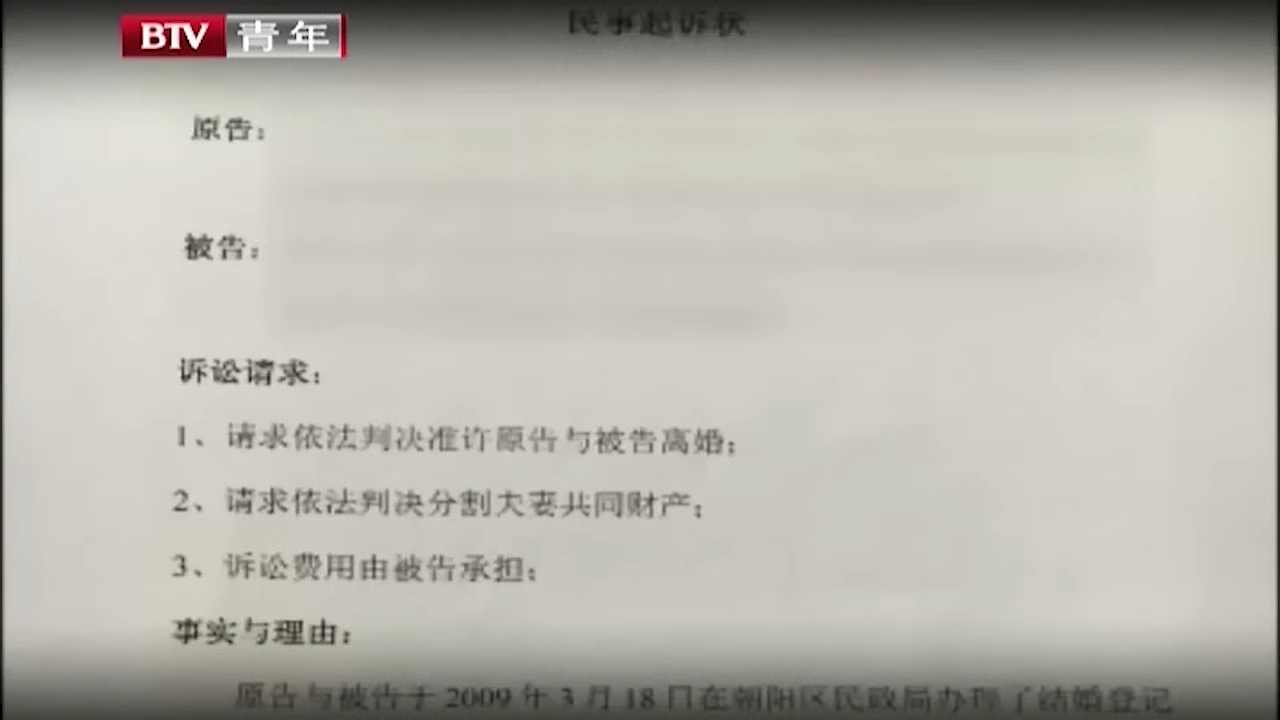 BTV 青年
民事起诉状
原告：
被告：
诉讼请求：
1、请求依法判决准许原告与被告离婚；
2、请求依法判决分割夫妻共同财产；
3、诉讼费用由被告承担；
事实与理由：
原告与被告于2009年3月18日在朝阳区民政局办理了结婚登记